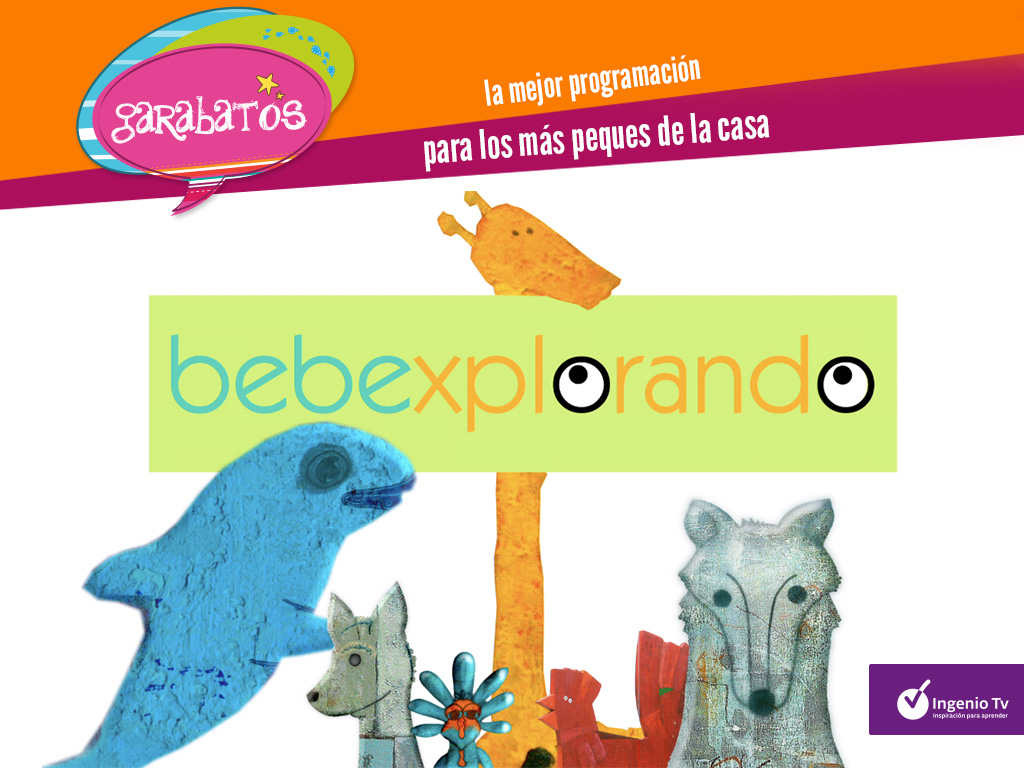 garabatos
la mejor programación
para los más peques de la casa
bebexplorando
Ingenio Tv
Inspiración para aprender